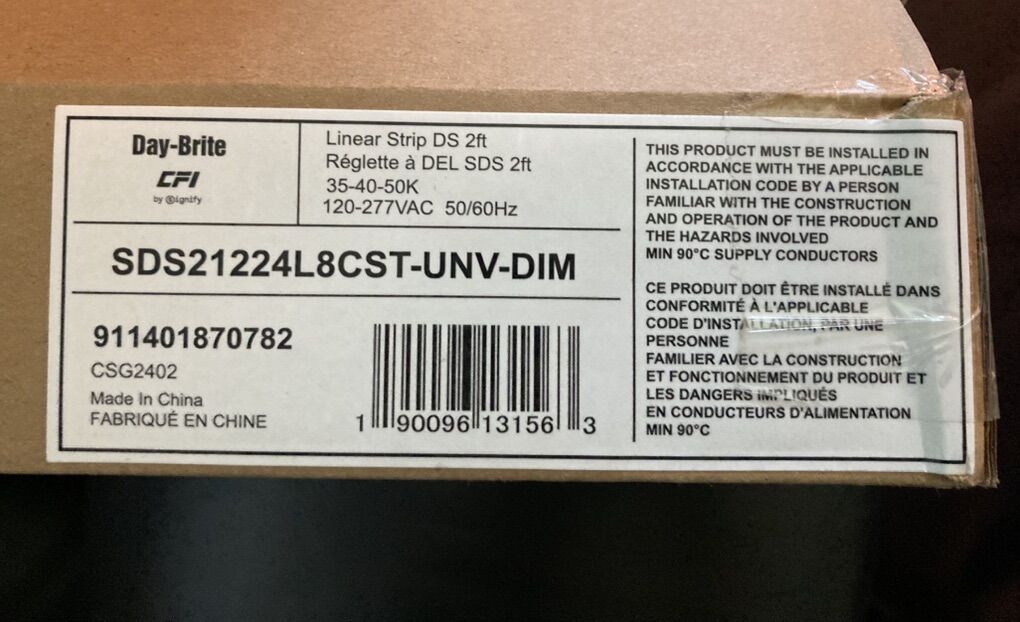 Day-Brite
CFI
by Signify
Linear Strip DS 2ft
Réglette à DEL SDS 2ft
35-40-50K
120-277VAC 50/60Hz
SDS21224L8CST-UNV-DIM
911401870782
CSG2402
Made In China
FABRIQUÉ EN CHINE
1 90096 13156 3
THIS PRODUCT MUST BE INSTALLED IN
ACCORDANCE WITH THE APPLICABLE
INSTALLATION CODE BY A PERSON
FAMILIAR WITH THE CONSTRUCTION
AND OPERATION OF THE PRODUCT AND
THE HAZARDS INVOLVED
MIN 90°C SUPPLY CONDUCTORS
CE PRODUIT DOIT ÊTRE INSTALLÉ DANS
CONFORMITÉ À L'APPLICABLE
CODE D'INSTALLATION, PAR UNE
PERSONNE
FAMILIER AVEC LA CONSTRUCTION
ET FONCTIONNEMENT DU PRODUIT ET
LES DANGERS IMPLIQUÉS
EN CONDUCTEURS D'ALIMENTATION
MIN 90°C